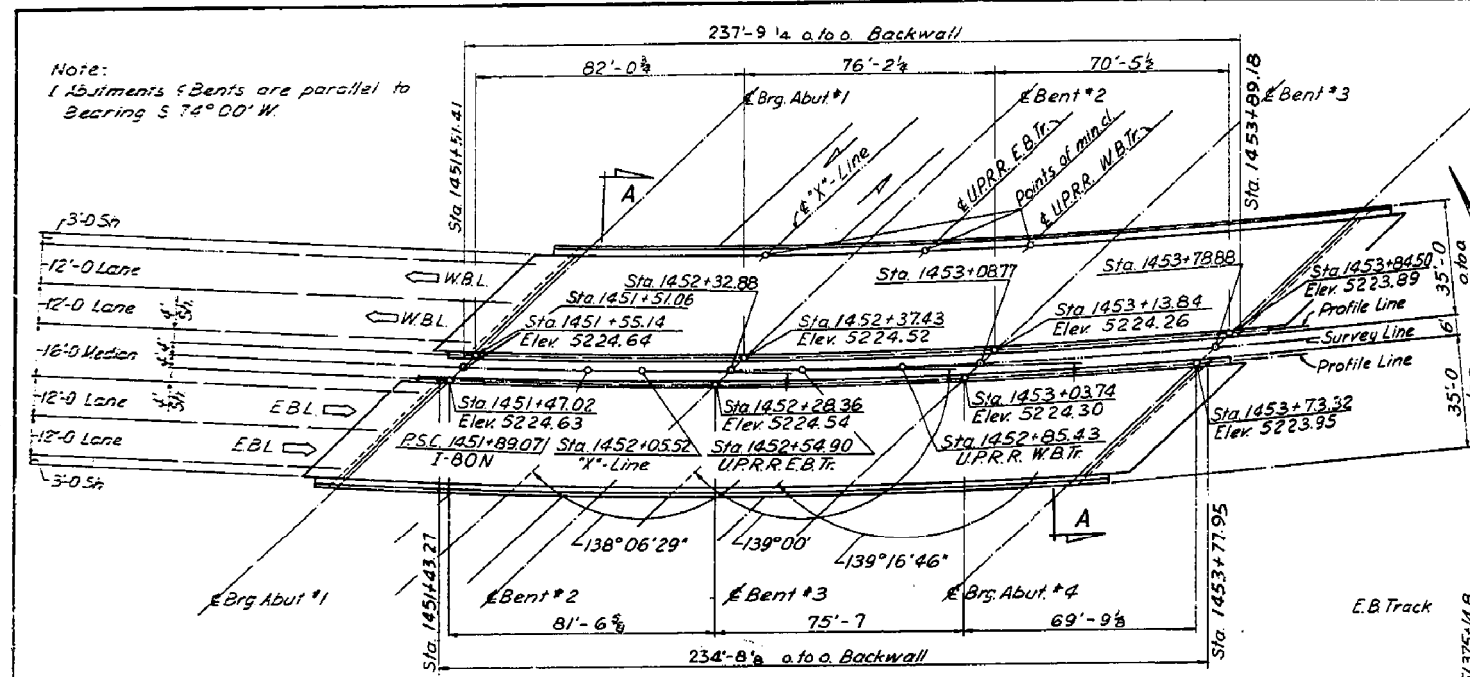 237'-9 1/4 o. to o. Backwall
Note:
℄ Abutments & Bents are parallel to
Bearing S 74° 00' W.
82'-0 3/4
76'-2 1/4
70'-5 1/2
Sta. 1451+51.41
℄ Brg. Abut. #1
℄ Bent #2
℄ Bent #3
Sta. 1453+89.18
A
℄ "X"-Line
℄ U.P.R.R. E.B. Tr.
Points of min. cl.
℄ U.P.R.R. W.B. Tr.
3'-0 Sh.
12'-0 Lane
12'-0 Lane
16'-0 Median
12'-0 Lane
12'-0 Lane
3'-0 Sh.
4'
Sh.
4'
4'
4'
Sh.
W.B.L.
W.B.L.
E.B.L.
E.B.L.
Sta. 1452+32.88
Sta. 1451+51.06
Sta. 1451+55.14
Elev. 5224.64
Sta. 1452+37.43
Elev. 5224.52
Sta. 1453+08.77
Sta. 1453+13.84
Elev. 5224.26
Sta. 1453+78.88
Sta. 1453+84.50
Elev. 5223.89
35'-0
o. to o.
6'
35'-0
Profile Line
Survey Line
Profile Line
Sta. 1451+47.02
Elev. 5224.63
P.S.C. 1451+89.07
I-80N
Sta. 1452+05.52
"X"-Line
Sta. 1452+28.36
Elev. 5224.54
Sta. 1452+54.90
U.P.R.R. E.B. Tr.
Sta. 1453+03.74
Elev. 5224.30
Sta. 1452+85.43
U.P.R.R. W.B. Tr.
Sta. 1453+73.32
Elev. 5223.95
A
138°06'29"
139°00'
139°16'46"
℄ Brg. Abut #1
Sta. 1451+43.27
℄ Bent #2
℄ Bent #3
℄ Brg. Abut. #4
Sta. 1453+77.95
E.B. Track
81'-6 5/8
75'-7
69'-9 1/8
234'-8 1/8 o. to o. Backwall